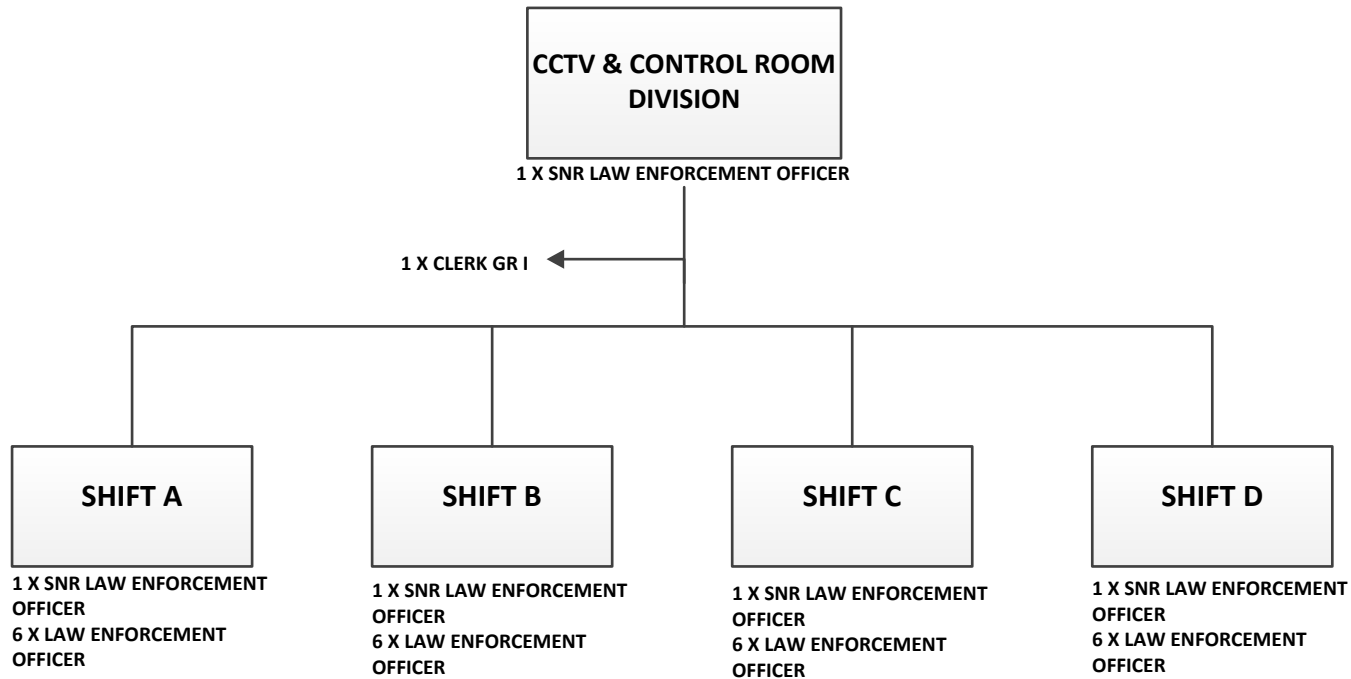 CCTV & CONTROL ROOM
DIVISION
1 X SNR LAW ENFORCEMENT OFFICER
1 X CLERK GR I
SHIFT A
1 X SNR LAW ENFORCEMENT
OFFICER
6 X LAW ENFORCEMENT
OFFICER
SHIFT B
1 X SNR LAW ENFORCEMENT
OFFICER
6 X LAW ENFORCEMENT
OFFICER
SHIFT C
1 X SNR LAW ENFORCEMENT
OFFICER
6 X LAW ENFORCEMENT
OFFICER
SHIFT D
1 X SNR LAW ENFORCEMENT
OFFICER
6 X LAW ENFORCEMENT
OFFICER